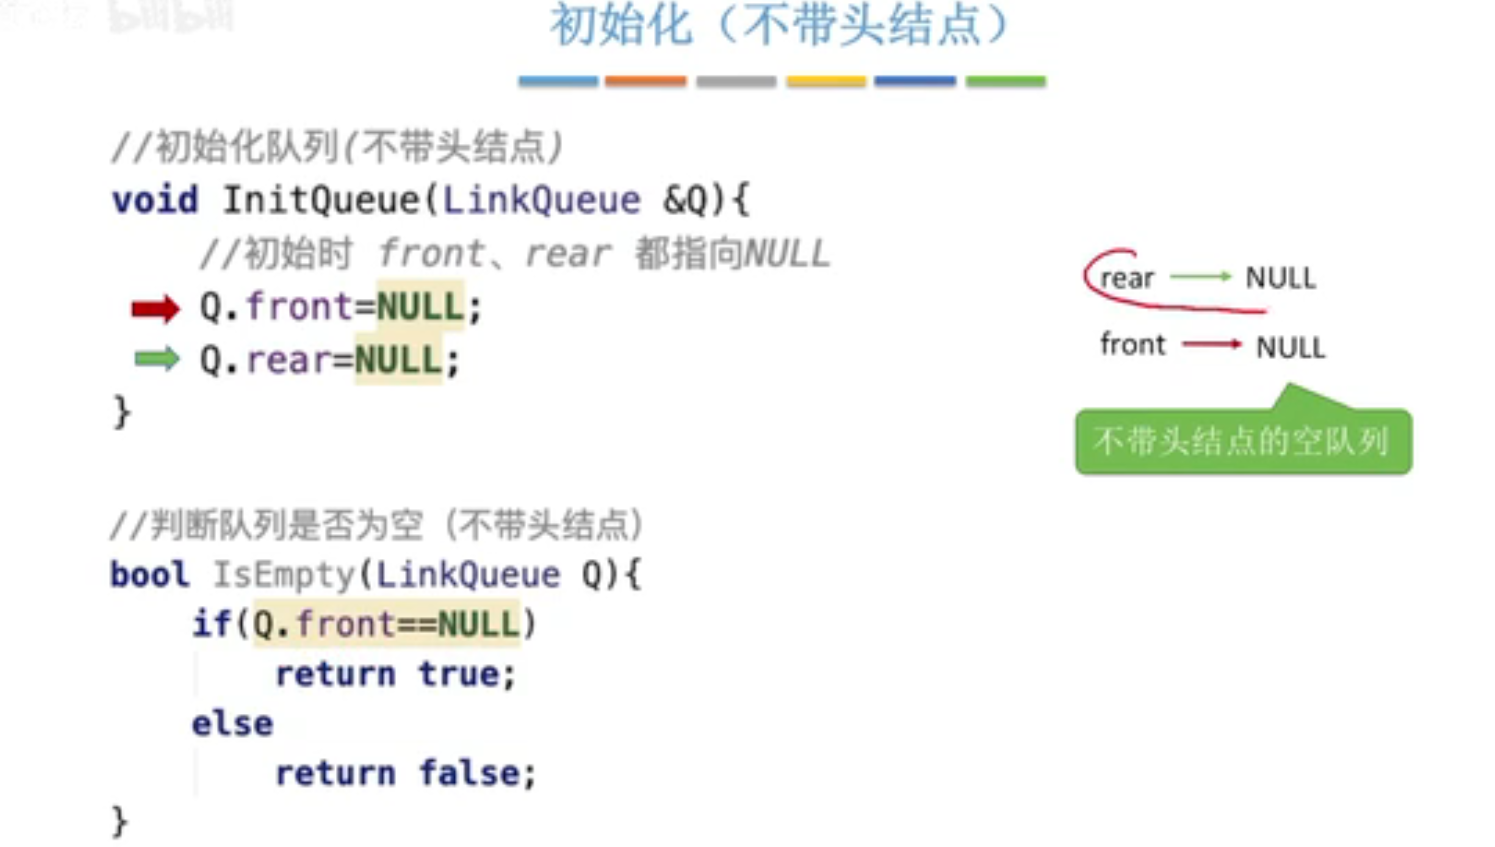 初始化（不带头结点）
//初始化队列(不带头结点)
void InitQueue(LinkQueue &Q){
//初始时 front、rear 都指向NULL
Q.front=NULL;
Q.rear=NULL;
}
rear NULL
front NULL
不带头结点的空队列
//判断队列是否为空（不带头结点）
bool IsEmpty(LinkQueue Q){
if(Q.front==NULL)
return true;
else
return false;
}